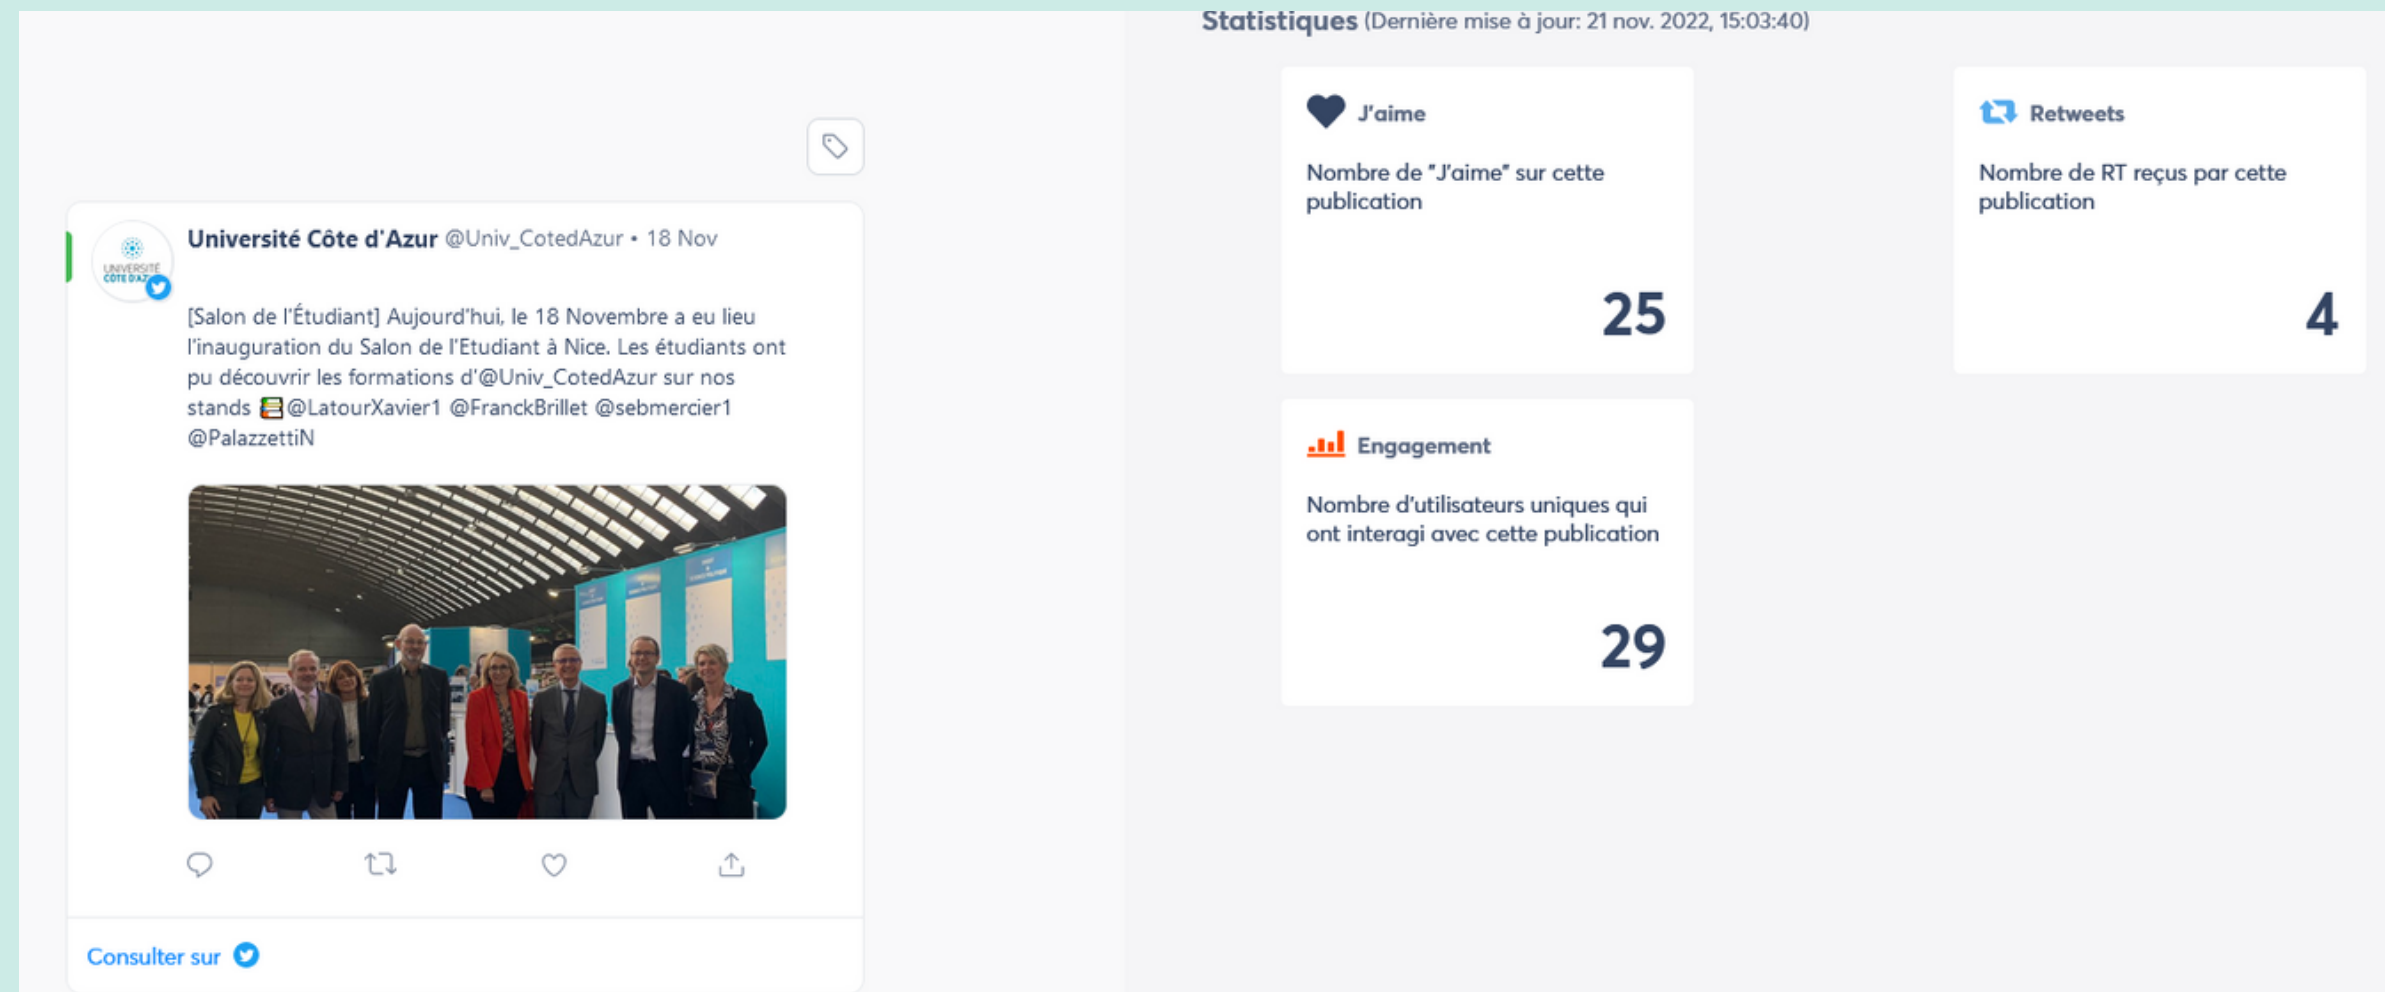 Statistiques (Dernière mise à jour: 21 nov. 2022, 15:03:40)
Université Côte d'Azur @Univ_CotedAzur • 18 Nov
UNIVERSITÉ
[Salon de l'Étudiant] Aujourd'hui, le 18 Novembre a eu lieu
l'inauguration du Salon de l'Etudiant à Nice. Les étudiants ont
pu découvrir les formations d'@Univ_CotedAzur sur nos
stands 📚@LatourXavier1 @FranckBrillet @sebmercier1
@PalazzettiN
Consulter sur
J'aime
Nombre de "J'aime" sur cette
publication
25
Retweets
Nombre de RT reçus par cette
publication
4
Engagement
Nombre d'utilisateurs uniques qui
ont interagi avec cette publication
29